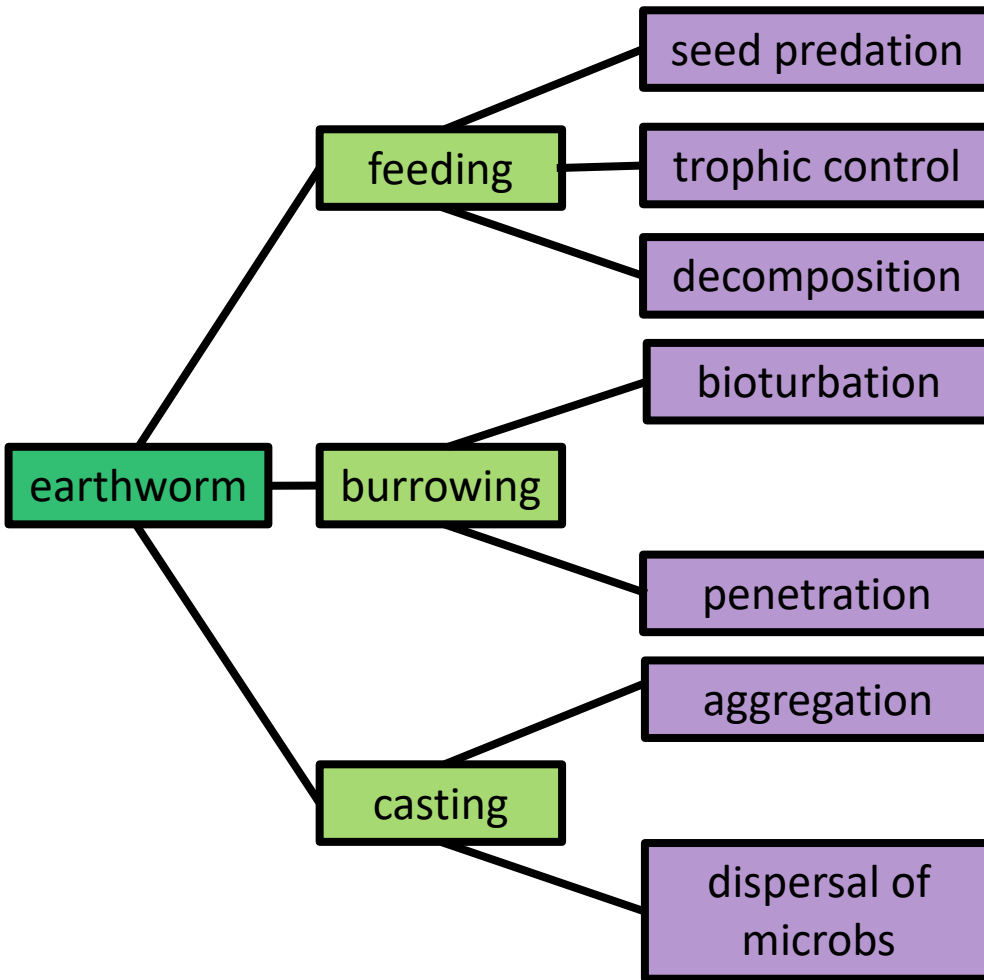 seed predation
feeding
trophic control
decomposition
bioturbation
earthworm
burrowing
penetration
aggregation
casting
dispersal of
microbs